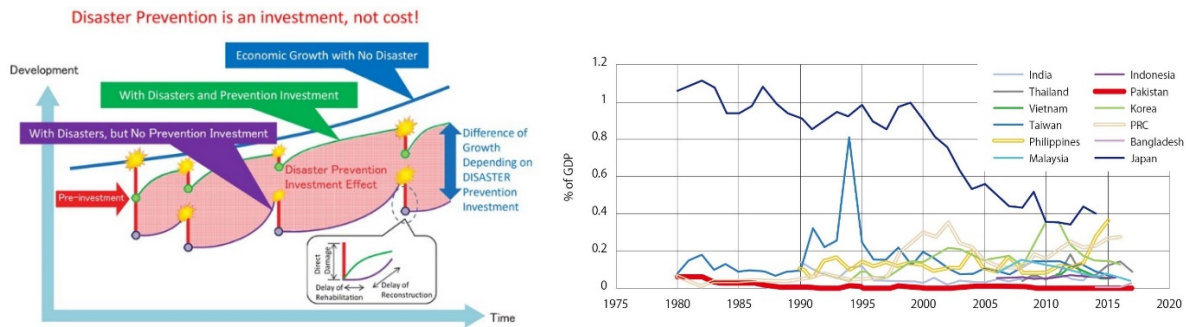 Disaster Prevention is an investment, not cost!
Development
Economic Growth with No Disaster
With Disasters and Prevention Investment
With Disasters, but No Prevention Investment
Disaster Prevention
Investment Effect
Difference of
Growth
Depending on
DISASTER
Prevention
Investment
Pre-investment
Direct
Damage
Delay of
Rehabilitation
Delay of
Reconstruction
Time
% of GDP
1.2
1
0.8
0.6
0.4
0.2
0
1975
1980
1985
1990
1995
2000
2005
2010
2015
2020
India
Thailand
Vietnam
Taiwan
Philippines
Malaysia
Indonesia
Pakistan
Korea
PRC
Bangladesh
Japan